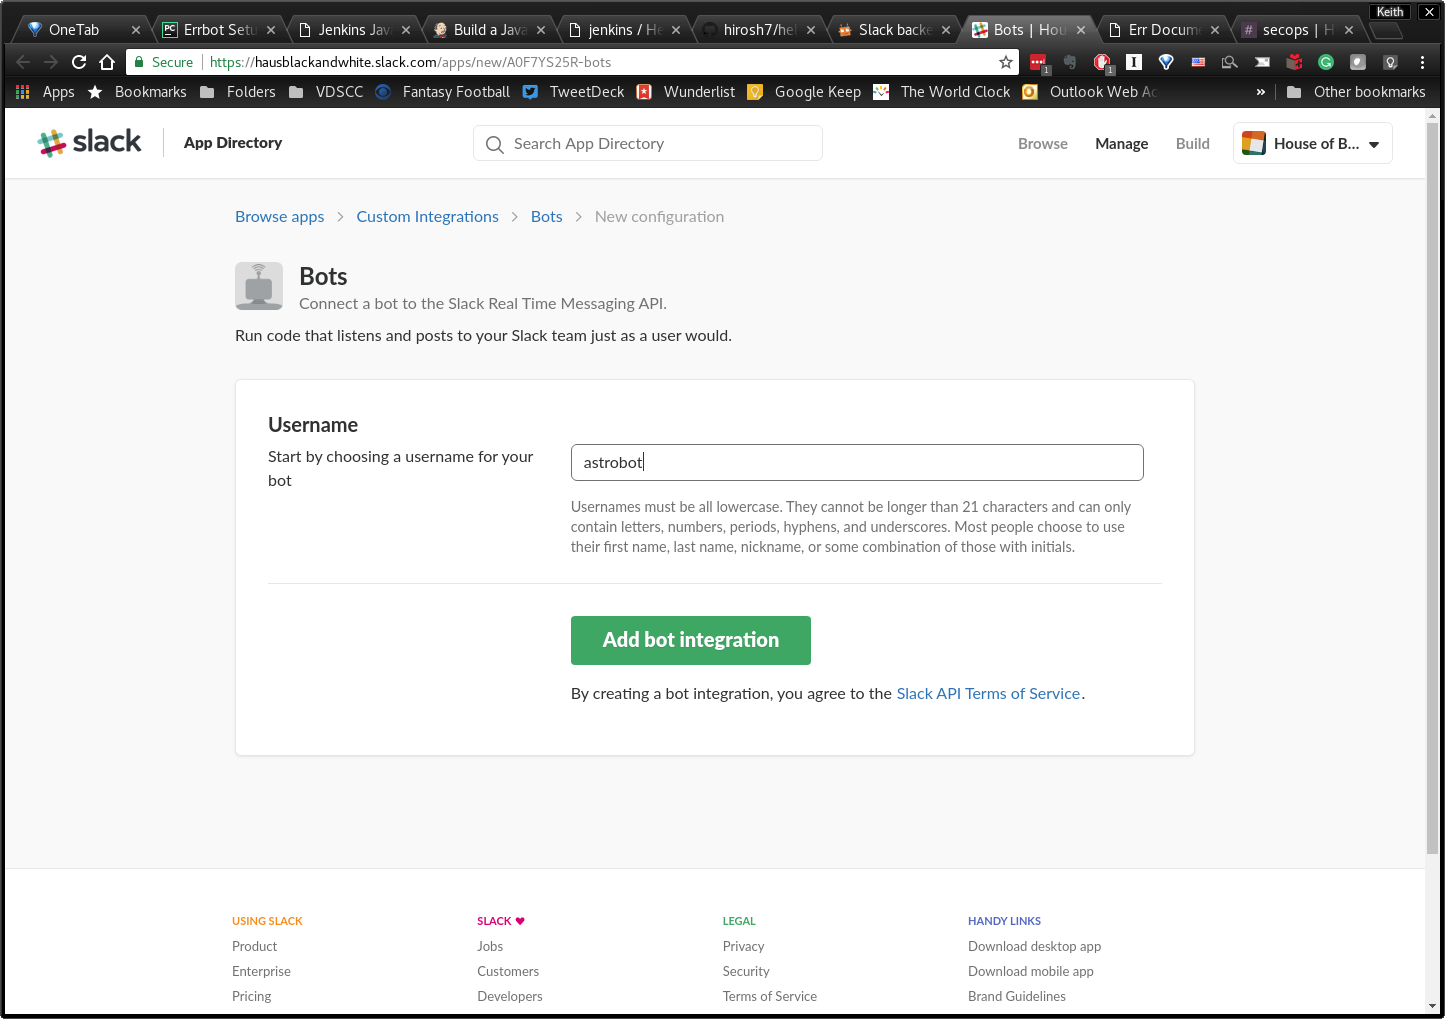 Keith
OneTab
Errbot Setu
Jenkins Jav
Build a Java
jenkins / He
hirosh7/hel
Slack backe
Bots | Hou
Err Docume
secops | H
Secure
https://hausblackandwhite.slack.com/apps/new/A0F7YS25R-bots
1
1
Apps
Bookmarks
Folders
VDSCC
Fantasy Football
TweetDeck
Wunderlist
Google Keep
The World Clock
Outlook Web Ac
»
Other bookmarks
slack
App Directory
Search App Directory
Browse
Manage
Build
House of B...
Browse apps > Custom Integrations > Bots > New configuration
Bots
Connect a bot to the Slack Real Time Messaging API.
Run code that listens and posts to your Slack team just as a user would.
Username
Start by choosing a username for your
bot
astrobot
Usernames must be all lowercase. They cannot be longer than 21 characters and can only
contain letters, numbers, periods, hyphens, and underscores. Most people choose to use
their first name, last name, nickname, or some combination of those with initials.
Add bot integration
By creating a bot integration, you agree to the Slack API Terms of Service.
USING SLACK
Product
Enterprise
Pricing
SLACK ♥
Jobs
Customers
Developers
LEGAL
Privacy
Security
Terms of Service
HANDY LINKS
Download desktop app
Download mobile app
Brand Guidelines